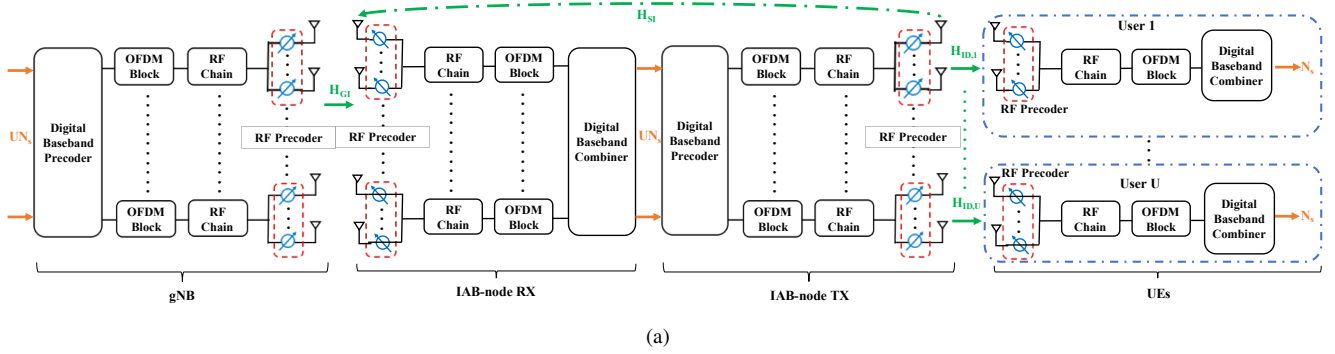 H_SI
User 1
OFDM
Block
RF
Chain
RF
Chain
OFDM
Block
OFDM
Block
RF
Chain
H_ID,1
RF
Chain
OFDM
Block
Digital
Baseband
Combiner
N_s
H_GI
RF Precoder
UN_s
Digital
Baseband
Precoder
RF Precoder
RF Precoder
Digital
Baseband
Combiner
UN_s
Digital
Baseband
Precoder
RF Precoder
User U
RF Precoder
H_ID,U
OFDM
Block
RF
Chain
RF
Chain
OFDM
Block
OFDM
Block
RF
Chain
RF
Chain
OFDM
Block
Digital
Baseband
Combiner
N_s
gNB
IAB-node RX
IAB-node TX
UEs
(a)